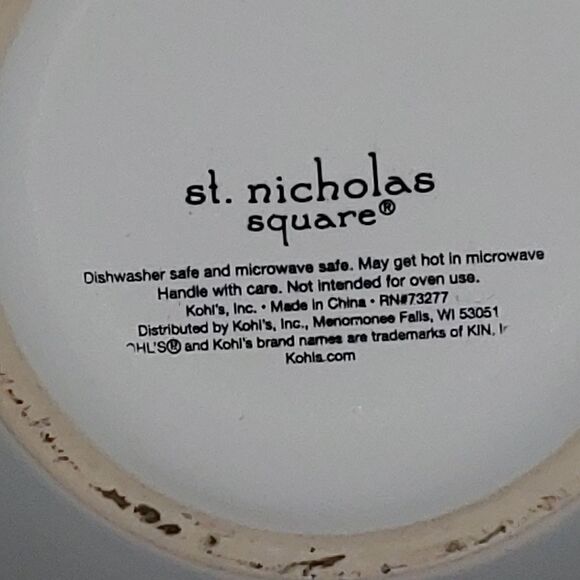 st. nicholas
square®
Dishwasher safe and microwave safe. May get hot in microwave
Handle with care. Not intended for oven use.
Kohl's, Inc. • Made in China • RN#73277
Distributed by Kohl's, Inc., Menomonee Falls, WI 53051
OHL'S® and Kohl's brand names are trademarks of KIN, I
Kohls.com